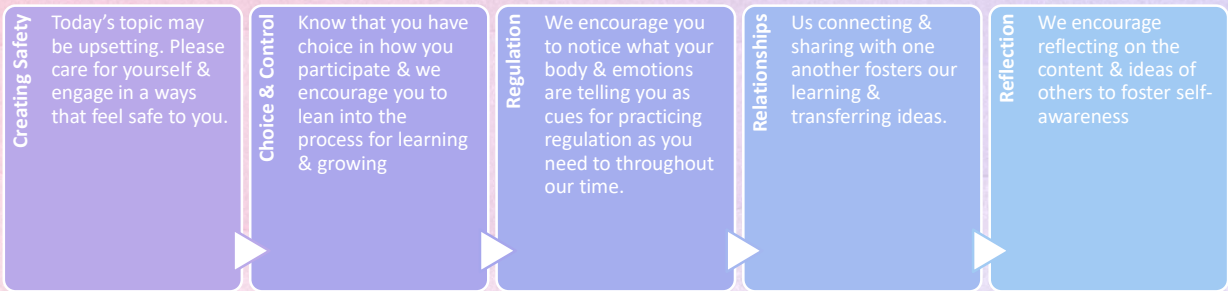 Creating Safety
Today's topic may
be upsetting. Please
care for yourself &
engage in a ways
that feel safe to you.
Choice & Control
Know that you have
choice in how you
participate & we
encourage you to
lean into the
process for learning
& growing
Regulation
We encourage you
to notice what your
body & emotions
are telling you as
cues for practicing
regulation as you
need to throughout
our time.
Relationships
Us connecting &
sharing with one
another fosters our
learning &
transferring ideas.
Reflection
We encourage
reflecting on the
content & ideas of
others to foster self-
awareness